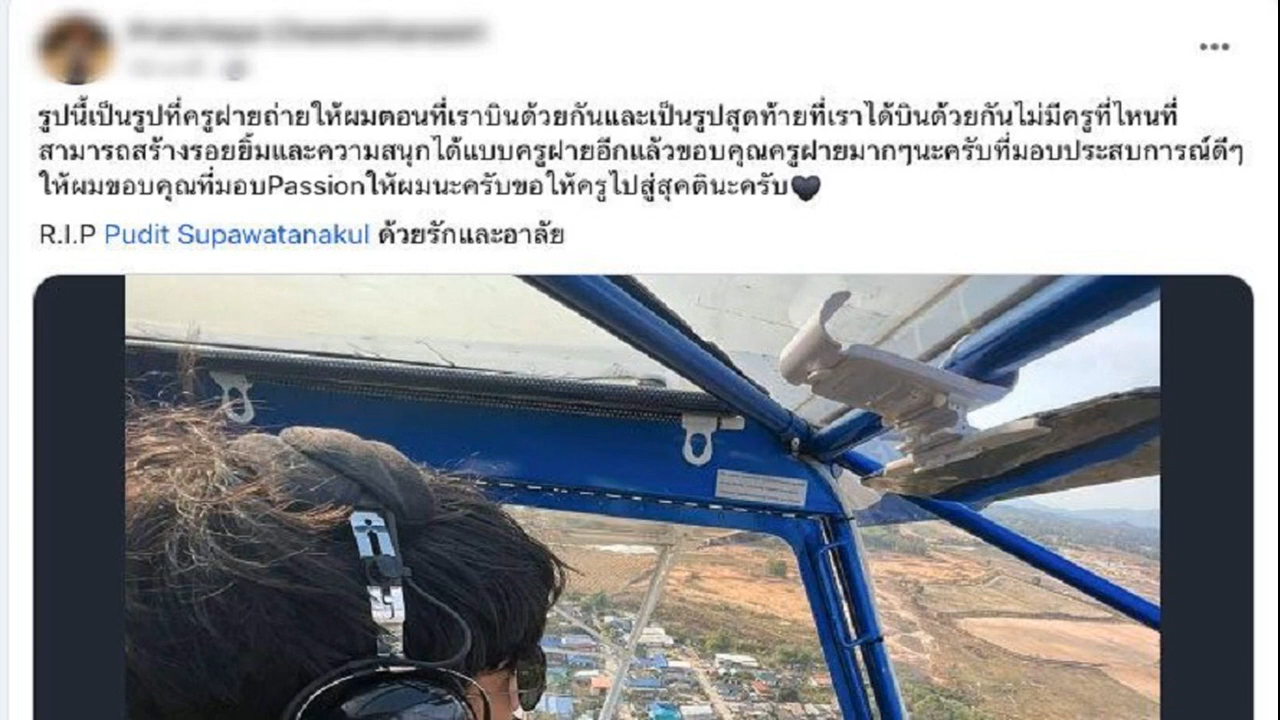 รูปนี้เป็นรูปที่ครูฝายถ่ายให้ผมตอนที่เราบินด้วยกันและเป็นรูปสุดท้ายที่เราได้บินด้วยกันไม่มีครูที่ไหนที่
สามารถสร้างรอยยิ้มและความสนุกได้แบบครูฝายอีกแล้วขอบคุณครูฝายมากๆนะครับที่มอบประสบการณ์ดีๆ
ให้ผมขอบคุณที่มอบPassionให้ผมนะครับขอให้ครูไปสู่สุคตินะครับ🖤
R.I.P Pudit Supawatanakul ด้วยรักและอาลัย